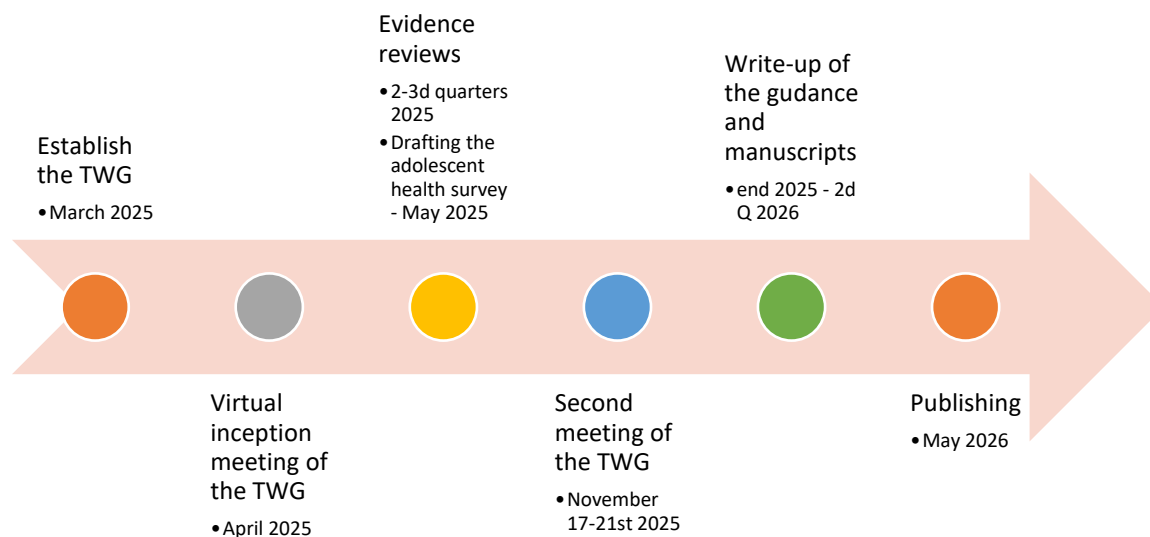 Establish
the TWG
•March 2025
Virtual
inception
meeting of
the TWG
•April 2025
Evidence
reviews
•2-3d quarters
2025
•Drafting the
adolescent
health survey
- May 2025
Second
meeting of
the TWG
•November
17-21st 2025
Write-up of
the gudance
and
manuscripts
•end 2025 - 2d
Q 2026
Publishing
•May 2026